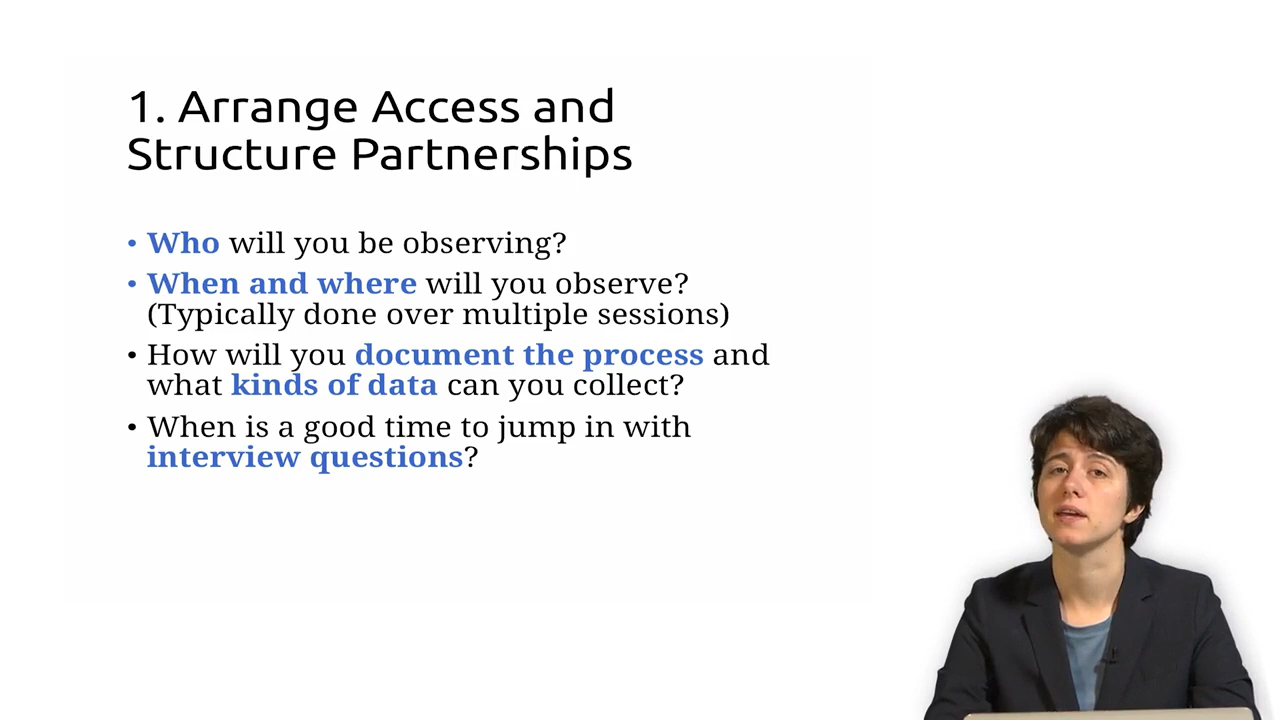 1. Arrange Access and
Structure Partnerships
• Who will you be observing?
• When and where will you observe?
(Typically done over multiple sessions)
• How will you document the process and
what kinds of data can you collect?
• When is a good time to jump in with
interview questions?